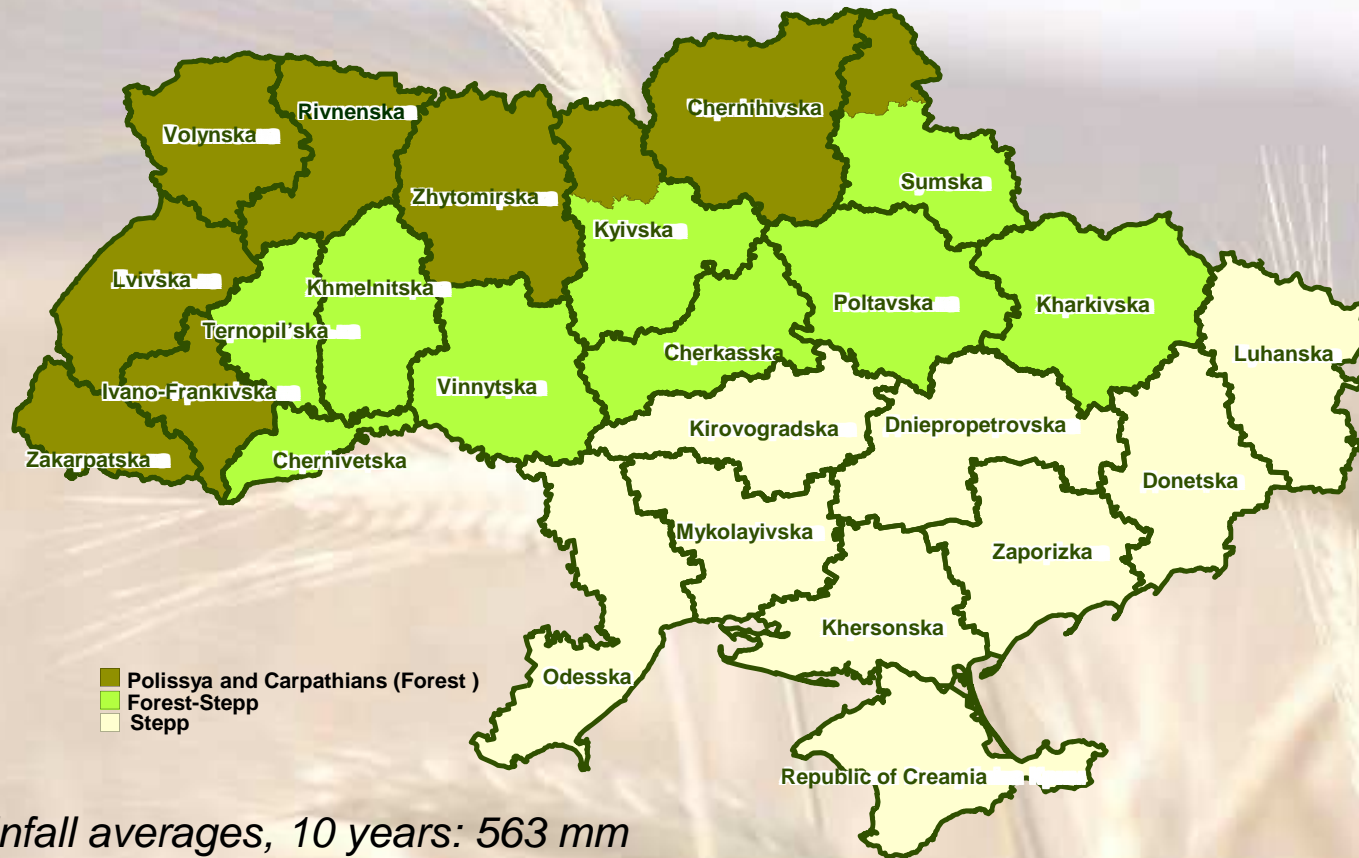 Chernihivska
Rivnenska
Volynska
Sumska
Zhytomirska
Kyivska
Lvivska
Khmelnitska
Poltavska
Kharkivska
Ternopil’ska
Cherkasska
Luhanska
Ivano-Frankivska
Vinnytska
Kirovogradska
Dniepropetrovska
Zakarpatska
Chernivetska
Donetska
Mykolayivska
Zaporizka
Khersonska
Odesska
Polissya and Carpathians (Forest )
Forest-Stepp
Stepp
Republic of Creamia
nfall averages, 10 years: 563 mm